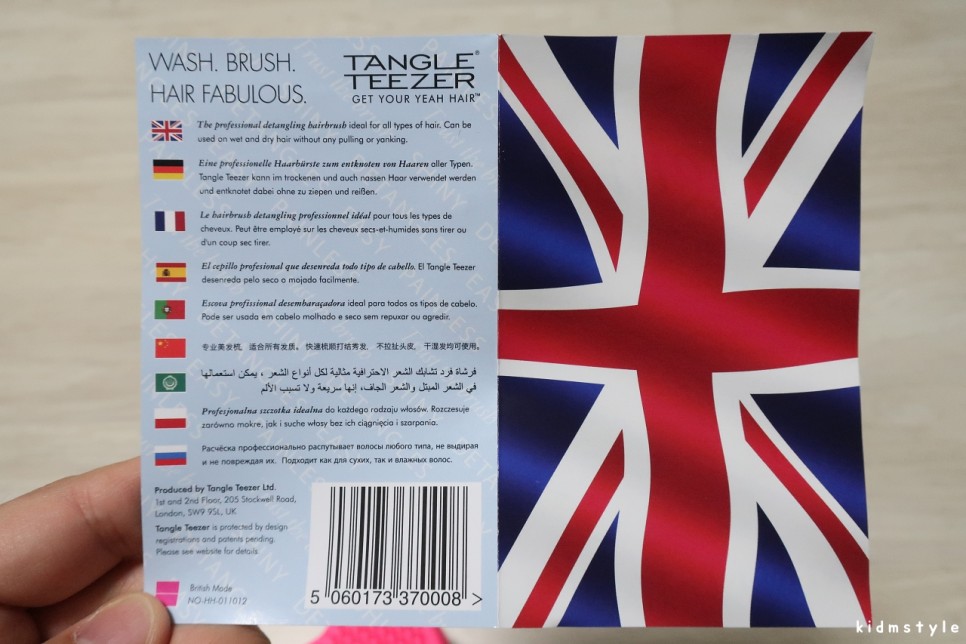 WASH. BRUSH.
HAIR FABULOUS.
TANGLE
TEEZER®
GET YOUR YEAH HAIR™
The professional detangling hairbrush ideal for all types of hair. Can be
used on wet and dry hair without any pulling or yanking.
Eine professionelle Haarbürste zum entknoten von Haaren aller Typen.
Tangle Teezer kann im trockenen und auch nassen Haar verwendet werden
und entknotet dabei ohne zu ziepen und reißen.
Le hairbrush detangling professionnel idéal pour tous les types de
cheveux. Peut être employé sur les cheveux secs-et-humides sans tirer ou
d'un coup sec tirer.
El cepillo profesional que desenreda todo tipo de cabello. El Tangle Teezer
desenreda pelo seco o mojado facilmente.
Escova profissional desembaraçadora ideal para todos os tipos de cabelo.
Pode ser usada em cabelo molhado e seco sem repuxar ou agredir.
专业美发梳，适合所有发质。快速梳顺打结秀发，不拉扯头皮，干湿发均可使用。
فرشاة فرد تشابك الشعر الاحترافية مثالية لكل أنواع الشعر ، يمكن استعمالها
في الشعر المبتل والشعر الجاف، إنها سريعة ولا تسبب الألم
Profesjonalna szczotka idealna do każdego rodzaju włosów. Rozczesuje
zarówno mokre, jak i suche włosy bez ich ciągnięcia i szarpania.
Расчёска профессионально распутывает волосы любого типа, не выдирая
и не повреждая их. Подходит как для сухих, так и влажных волос.
Produced by Tangle Teezer Ltd.
1st and 2nd Floor, 205 Stockwell Road,
London, SW9 9SL, UK
Tangle Teezer is protected by design
registrations and patents pending.
Please see website for details
British Made
NO-HH-011012
5 060173 370008 >
kidmstyle